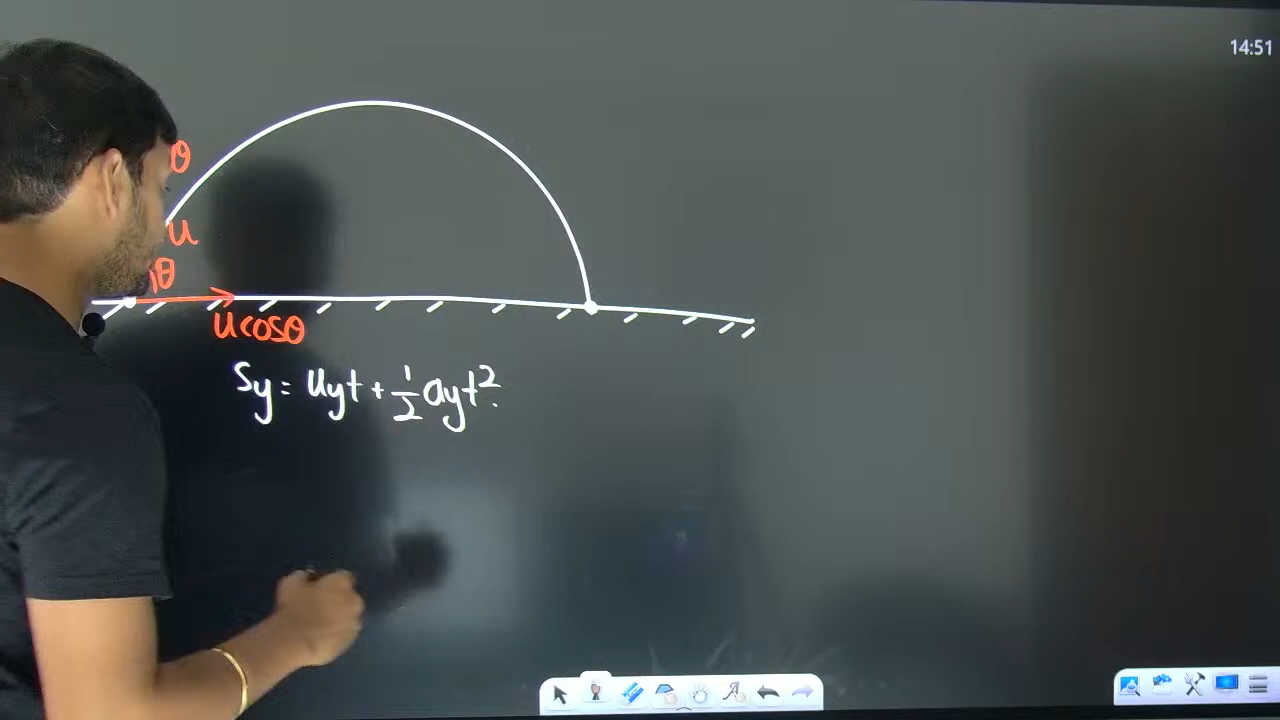 14:51
θ
u
θ
ucosθ
Sy = uyt + 1/2 ayt².